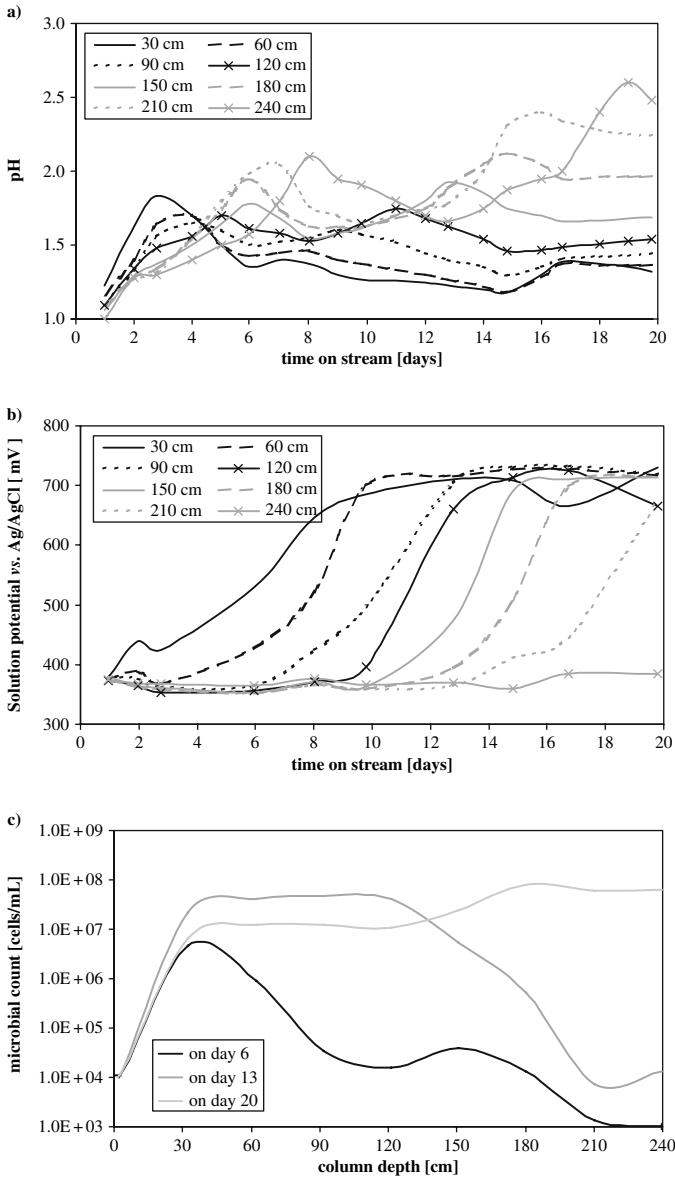 a)
3.0
30 cm 60 cm
90 cm 120 cm
150 cm 180 cm
210 cm 240 cm
2.5
2.0
1.5
1.0
pH
0 2 4 6 8 10 12 14 16 18 20
time on stream [days]
b)
800
30 cm 60 cm
90 cm 120 cm
150 cm 180 cm
210 cm 240 cm
700
600
500
400
300
Solution potential vs. Ag/AgCl [ mV ]
0 2 4 6 8 10 12 14 16 18 20
time on stream [days]
c)
1.0E+09
1.0E+08
1.0E+07
1.0E+06
1.0E+05
1.0E+04
1.0E+03
microbial count [cells/mL]
on day 6
on day 13
on day 20
0 30 60 90 120 150 180 210 240
column depth [cm]